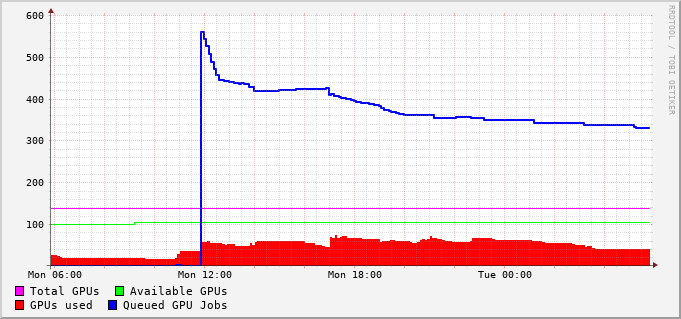 600
500
400
300
200
100
Mon 06:00 Mon 12:00 Mon 18:00 Tue 00:00
Total GPUs Available GPUs
GPUs used Queued GPU Jobs
RRDTOOL / TOBI OETIKER